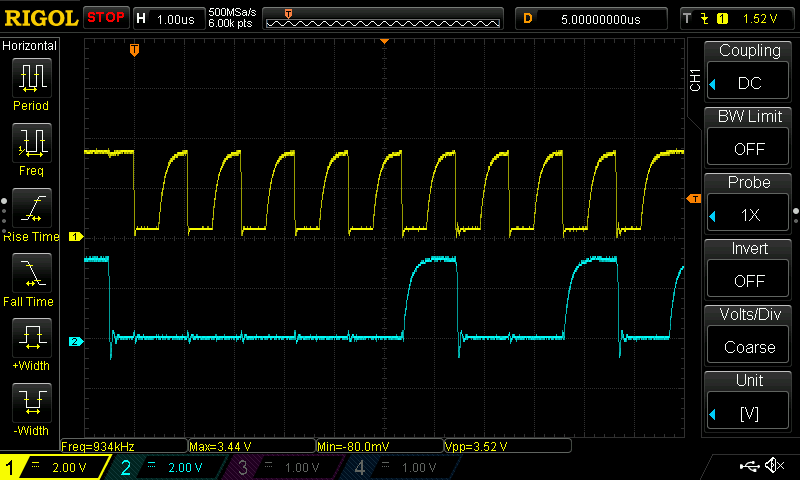 RIGOL STOP H 1.00us 500MSa/s 6.00k pts T D 5.00000000us T 1 1.52 V
Horizontal
Period
Freq
Rise Time
Fall Time
+Width
-Width
T
1
2
T
CH1
Coupling
DC
BW Limit
OFF
Probe
1X
Invert
OFF
Volts/Div
Coarse
Unit
[V]
Freq=934kHz Max=3.44 V Min=-80.0mV Vpp=3.52 V
1 2.00 V 2 2.00 V 3 1.00 V 4 1.00 V